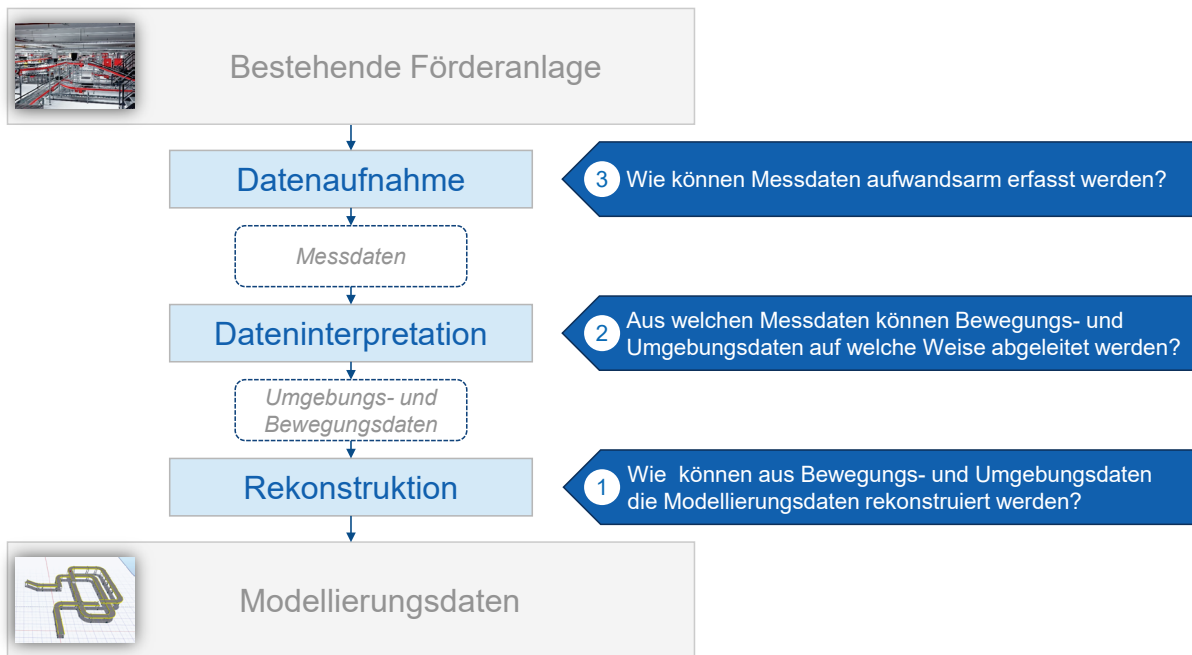 Bestehende Förderanlage
Datenaufnahme
3 Wie können Messdaten aufwandsarm erfasst werden?
Messdaten
Dateninterpretation
2 Aus welchen Messdaten können Bewegungs- und
Umgebungsdaten auf welche Weise abgeleitet werden?
Umgebungs- und
Bewegungsdaten
Rekonstruktion
1 Wie können aus Bewegungs- und Umgebungsdaten
die Modellierungsdaten rekonstruiert werden?
Modellierungsdaten